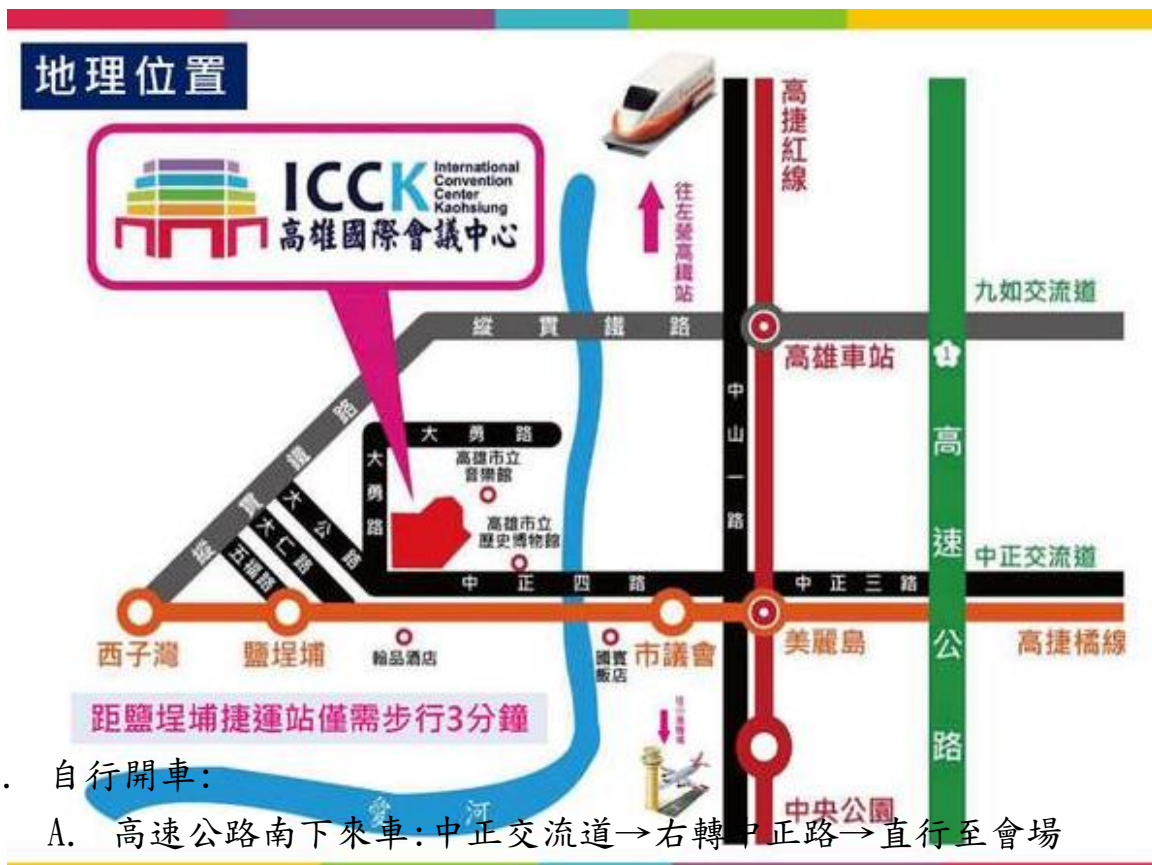 地理位置
ICCK
International
Convention
Center
Kaohsiung
高雄國際會議中心
往左營高鐵站
高捷紅線
九如交流道
縱貫鐵路
高雄車站
1
高速公路
中山一路
縱貫鐵路
大勇路
大勇路
高雄市立
音樂館
高雄市立
歷史博物館
大公路
大仁路
五福路
中正四路
中正三路
中正交流道
西子灣
鹽埕埔
翰品酒店
國賓
飯店
市議會
美麗島
高捷橘線
距鹽埕埔捷運站僅需步行3分鐘
中央公園
愛河
. 自行開車:
A. 高速公路南下來車:中正交流道→右轉中正路→直行至會場